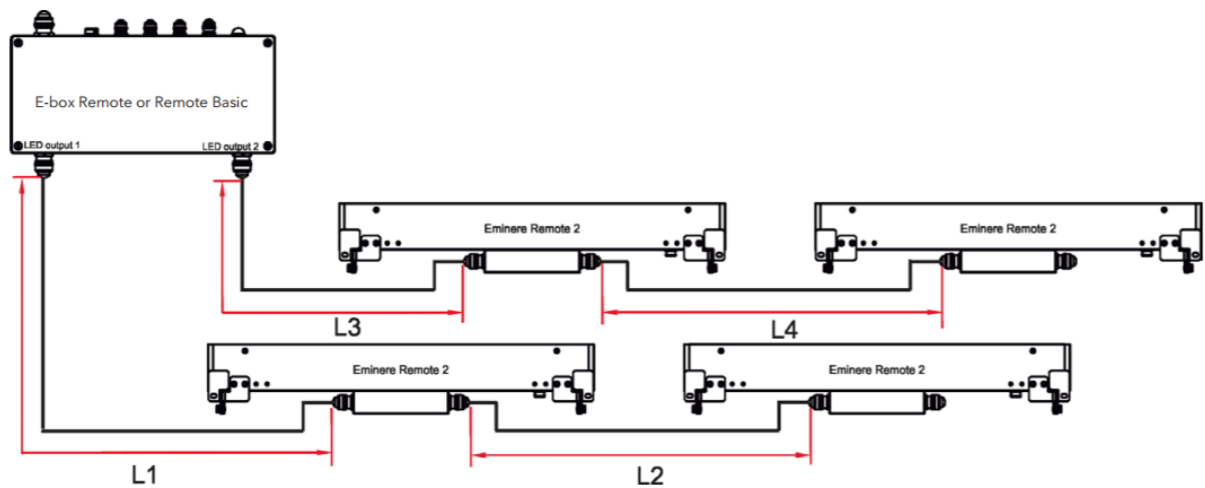 E-box Remote or Remote Basic
LED output 1
LED output 2
Eminere Remote 2
Eminere Remote 2
L3
L4
Eminere Remote 2
Eminere Remote 2
L1
L2